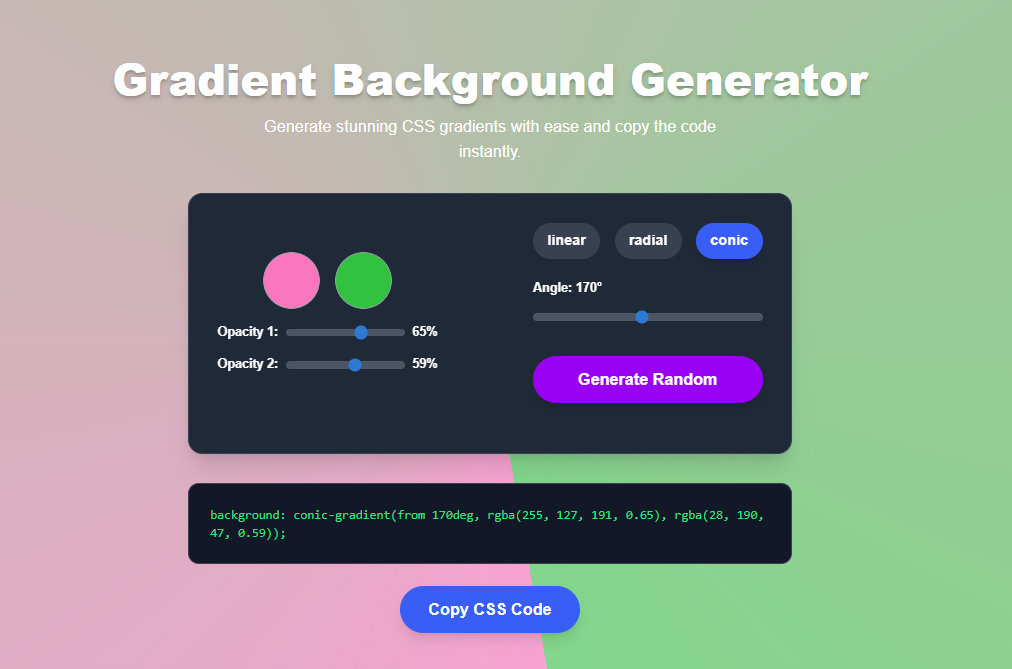 Gradient Background Generator
Generate stunning CSS gradients with ease and copy the code
instantly.
linear
radial
conic
Angle: 170°
Opacity 1:
65%
Opacity 2:
59%
Generate Random
background: conic-gradient(from 170deg, rgba(255, 127, 191, 0.65), rgba(28, 190,
47, 0.59));
Copy CSS Code